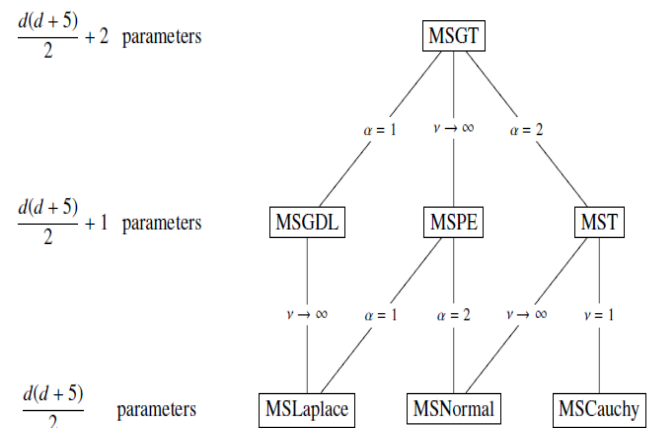 d(d + 5)/2 + 2 parameters
MSGT
α = 1 ν → ∞ α = 2
d(d + 5)/2 + 1 parameters
MSGDL MSPE MST
ν → ∞ α = 1 α = 2 ν → ∞ ν = 1
d(d + 5)/2 parameters
MSLaplace MSNormal MSCauchy